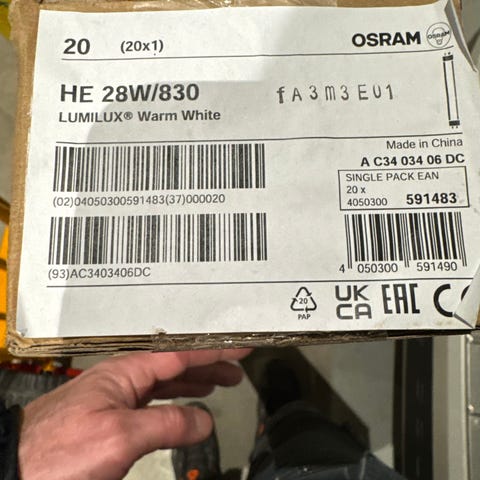 20 (20x1) OSRAM
OSRAM
HE 28W/830
fA3m3E01
LUMILUX® Warm White
Made in China
A C34 034 06 DC
SINGLE PACK EAN
20 x
4050300 591483
(02)04050300591483(37)000020
(93)AC3403406DC
4 050300 591490
20
PAP
UK
CA
EAC
CE